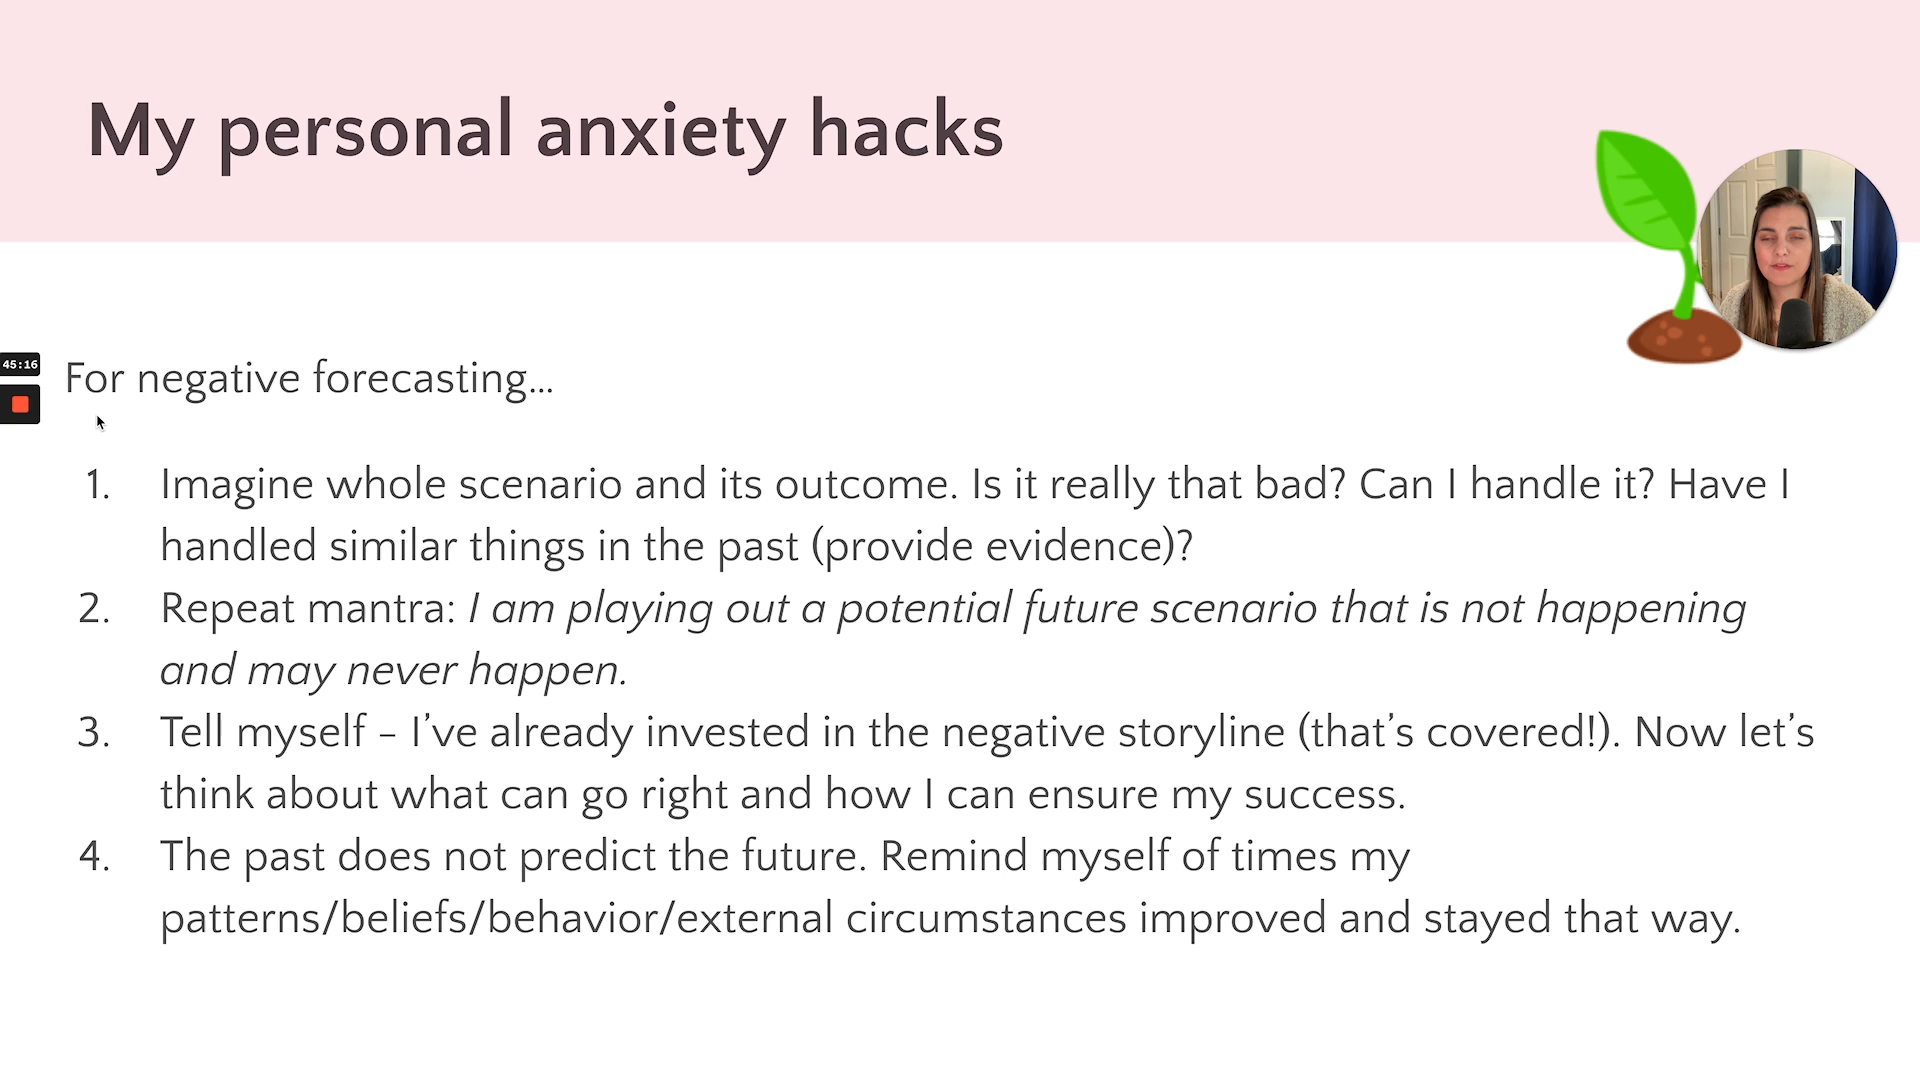 My personal anxiety hacks
45:16
For negative forecasting...
1. Imagine whole scenario and its outcome. Is it really that bad? Can I handle it? Have I
handled similar things in the past (provide evidence)?
2. Repeat mantra: I am playing out a potential future scenario that is not happening
and may never happen.
3. Tell myself – I’ve already invested in the negative storyline (that’s covered!). Now let’s
think about what can go right and how I can ensure my success.
4. The past does not predict the future. Remind myself of times my
patterns/beliefs/behavior/external circumstances improved and stayed that way.